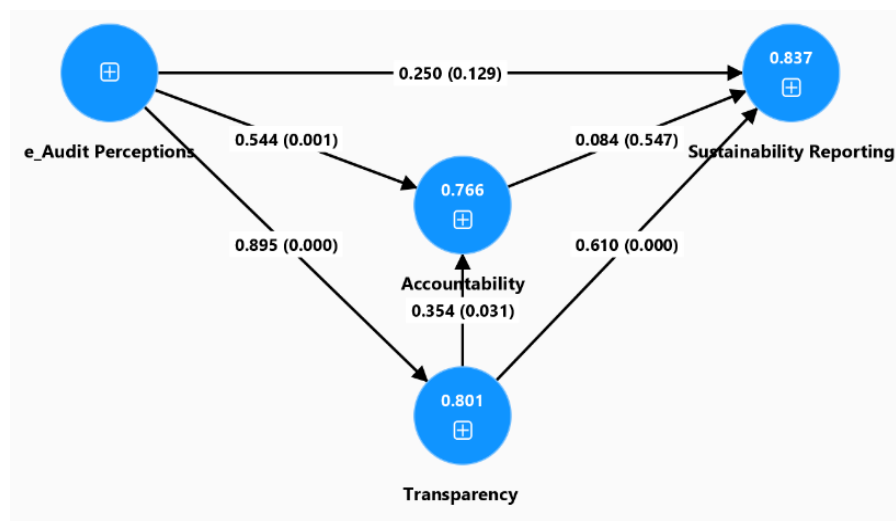 0.837
0.250 (0.129)
e_Audit Perceptions
0.544 (0.001)
0.084 (0.547)
Sustainability Reporting
0.766
0.895 (0.000)
0.610 (0.000)
Accountability
0.354 (0.031)
0.801
Transparency